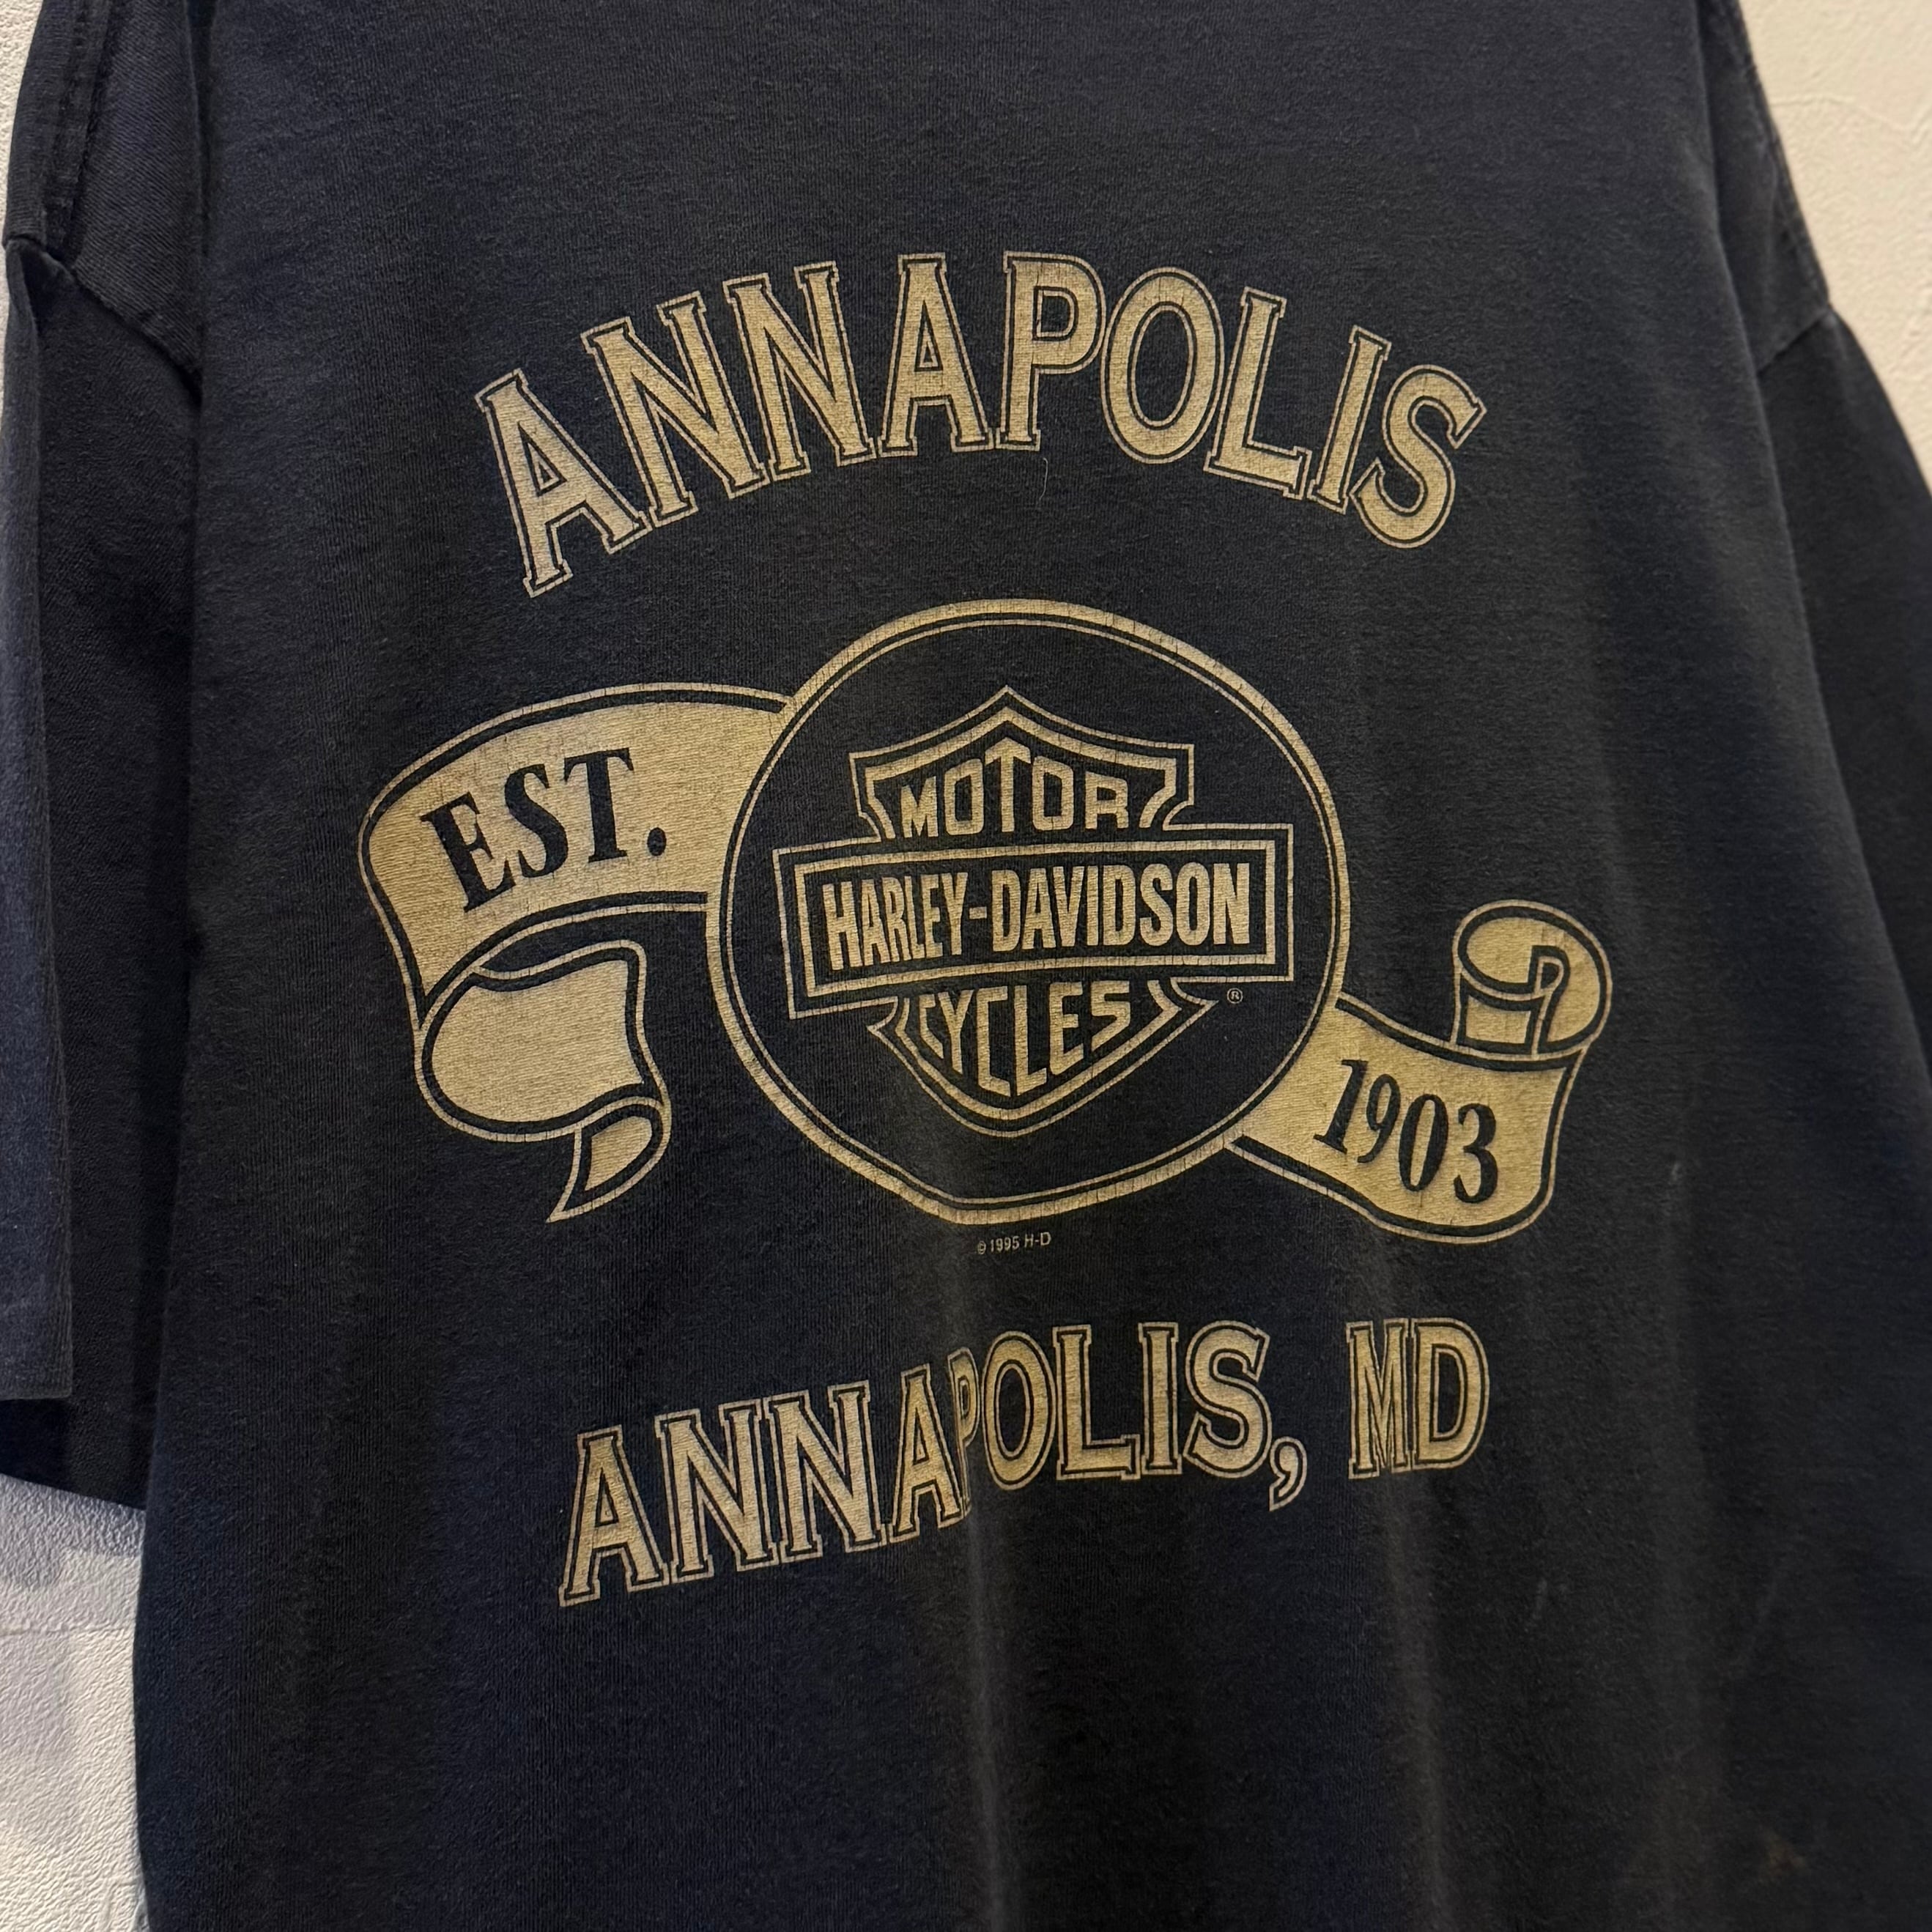 ANNAPOLIS
EST.
MOTOR
HARLEY-DAVIDSON
CYCLES
®
1903
© 1995 H-D
ANNAPOLIS, MD